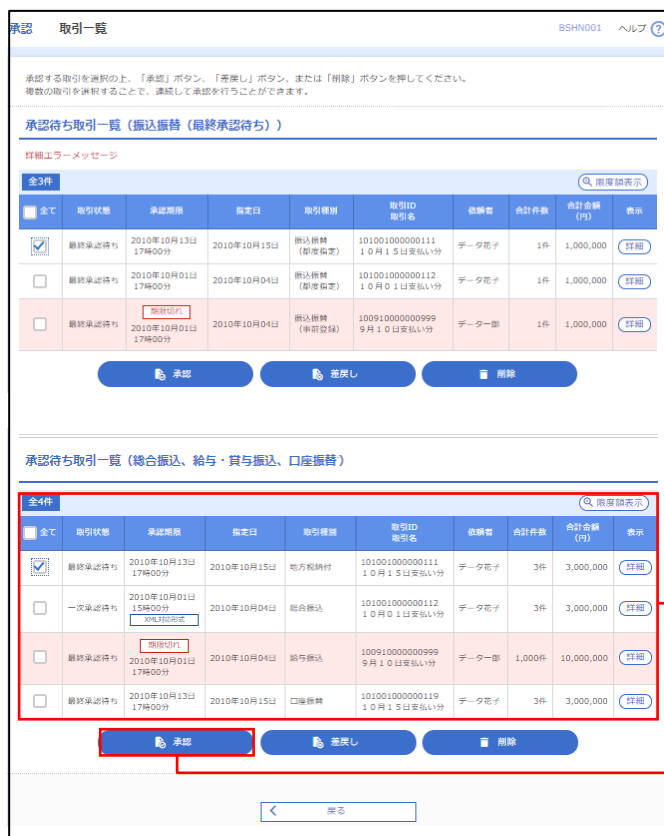 承認 取引一覧 BSHN001 ヘルプ ?
承認する取引を選択の上、「承認」ボタン、「差戻し」ボタン、または「削除」ボタンを押してください。
複数の取引を選択することで、連続して承認を行うことができます。
承認待ち取引一覧（振込振替（最終承認待ち））
詳細エラーメッセージ
全3件 限度額表示
全て 取引状態 承認期限 指定日 取引種別 取引ID 取引名 依頼者 合計件数 合計金額（円） 表示
最終承認待ち 2010年10月13日 17時00分 2010年10月15日 振込振替（都度指定） 101001000000111 １０月１５日支払い分 データ花子 1件 1,000,000 詳細
最終承認待ち 2010年10月01日 17時00分 2010年10月04日 振込振替（都度指定） 101001000000112 １０月０１日支払い分 データ花子 1件 1,000,000 詳細
最終承認待ち 期限切れ 2010年10月01日 17時00分 2010年10月04日 振込振替（事前登録） 100910000000999 ９月１０日支払い分 データ一郎 1件 1,000,000 詳細
承認 差戻し 削除
承認待ち取引一覧（総合振込、給与・賞与振込、口座振替）
全4件 限度額表示
全て 取引状態 承認期限 指定日 取引種別 取引ID 取引名 依頼者 合計件数 合計金額（円） 表示
最終承認待ち 2010年10月13日 17時00分 2010年10月15日 地方税納付 101001000000111 １０月１５日支払い分 データ花子 3件 3,000,000 詳細
一次承認待ち 2010年10月01日 15時00分 XML対応形式 2010年10月04日 総合振込 101001000000112 １０月０１日支払い分 データ花子 3件 3,000,000 詳細
最終承認待ち 期限切れ 2010年10月01日 17時00分 2010年10月04日 給与振込 100910000000999 ９月１０日支払い分 データ一郎 1,000件 10,000,000 詳細
最終承認待ち 2010年10月13日 17時00分 2010年10月15日 口座振替 101001000000119 １０月１５日支払い分 データ花子 3件 3,000,000 詳細
承認 差戻し 削除
戻る